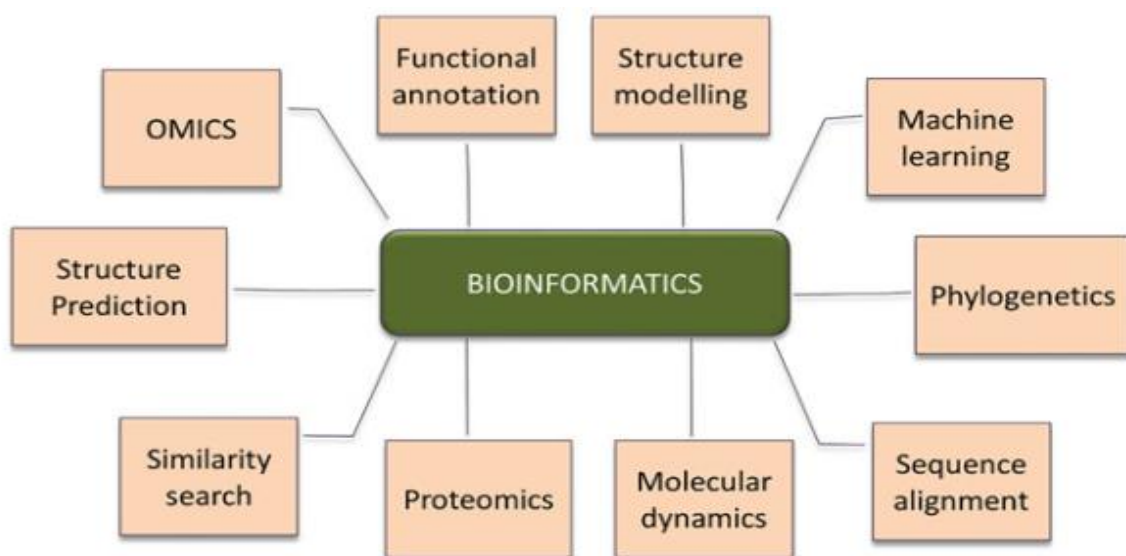 Functional
annotation
Structure
modelling
OMICS
Machine
learning
Structure
Prediction
BIOINFORMATICS
Phylogenetics
Similarity
search
Proteomics
Molecular
dynamics
Sequence
alignment